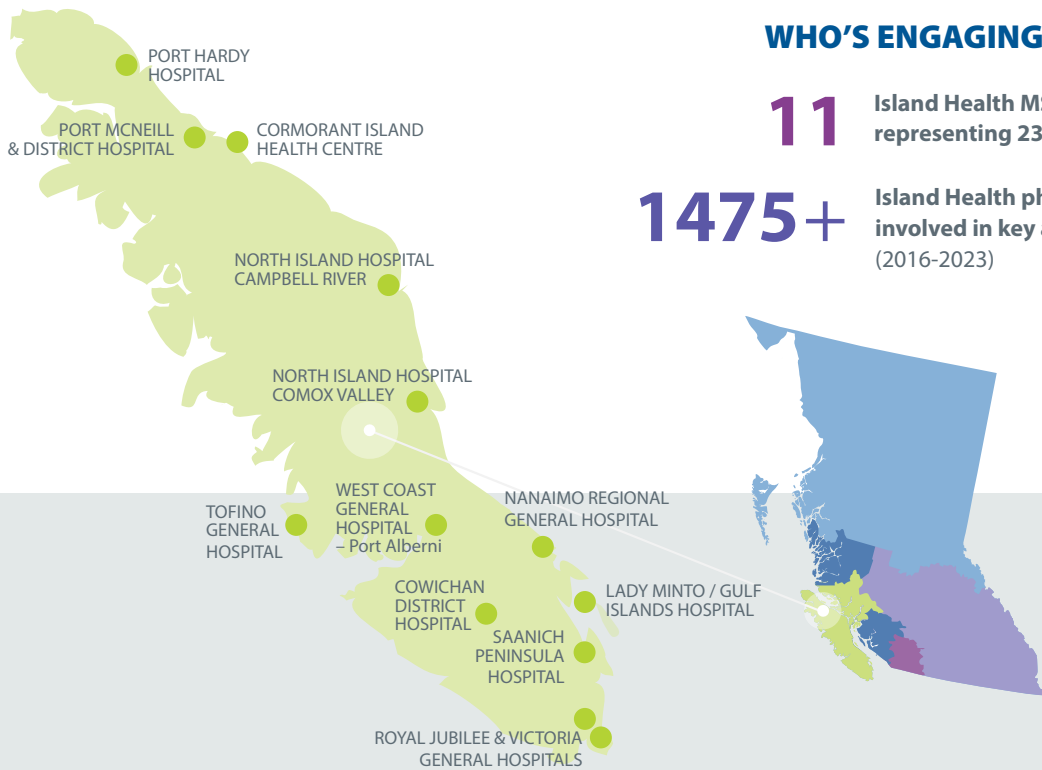 WHO'S ENGAGING
11
Island Health MS
representing 23
1475+
Island Health ph
involved in key a
(2016-2023)
PORT HARDY
HOSPITAL
PORT MCNEILL
& DISTRICT HOSPITAL
CORMORANT ISLAND
HEALTH CENTRE
NORTH ISLAND HOSPITAL
CAMPBELL RIVER
NORTH ISLAND HOSPITAL
COMOX VALLEY
TOFINO
GENERAL
HOSPITAL
WEST COAST
GENERAL
HOSPITAL
– Port Alberni
NANAIMO REGIONAL
GENERAL HOSPITAL
COWICHAN
DISTRICT
HOSPITAL
LADY MINTO / GULF
ISLANDS HOSPITAL
SAANICH
PENINSULA
HOSPITAL
ROYAL JUBILEE & VICTORIA
GENERAL HOSPITALS